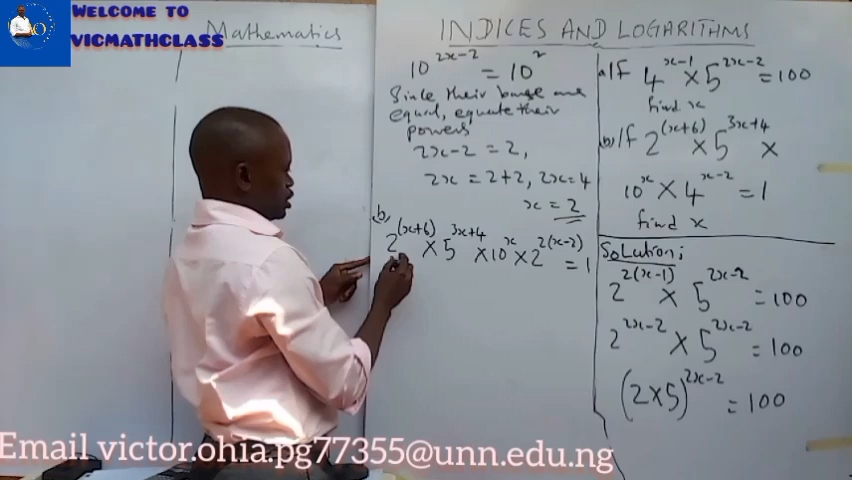 Welcome to
VICMATHCLASS
Mathematics
INDICES AND LOGARITHMS
10^(2x-2) = 10^2
Since their base are
equal, equate their
powers
2x-2 = 2,
2x = 2+2, 2x=4
x = 2
(b),
2^(x+6) × 5^(3x+4) × 10^x × 2^(2(x-2)) = 1
a) If 4^(x-1) × 5^(2x-2) = 100
find x
(b) If 2^(x+6) × 5^(3x+4) ×
10^x × 4^(x-2) = 1
find x
Solution;
2^(2(x-1)) × 5^(2x-2) = 100
2^(2x-2) × 5^(2x-2) = 100
(2×5)^(2x-2) = 100
Email victor.ohia.pg77355@unn.edu.ng